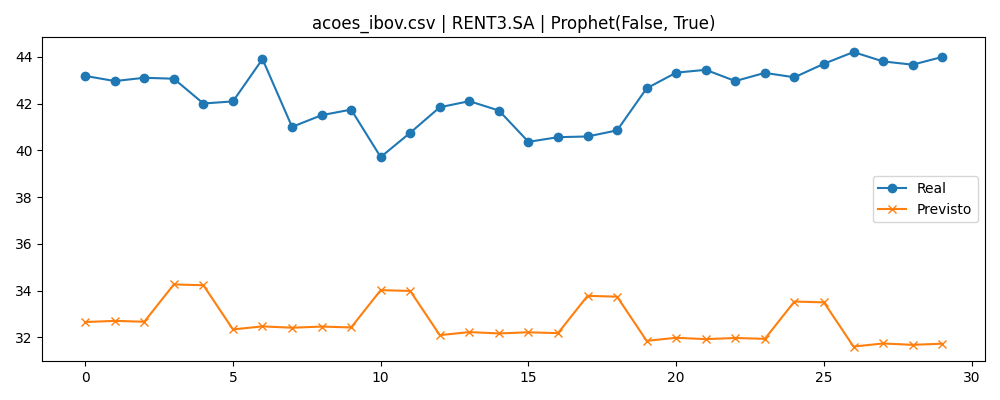 acoes_ibov.csv | RENT3.SA | Prophet(False, True)
44
42
40
38
36
34
32
Real
Previsto
0 5 10 15 20 25 30